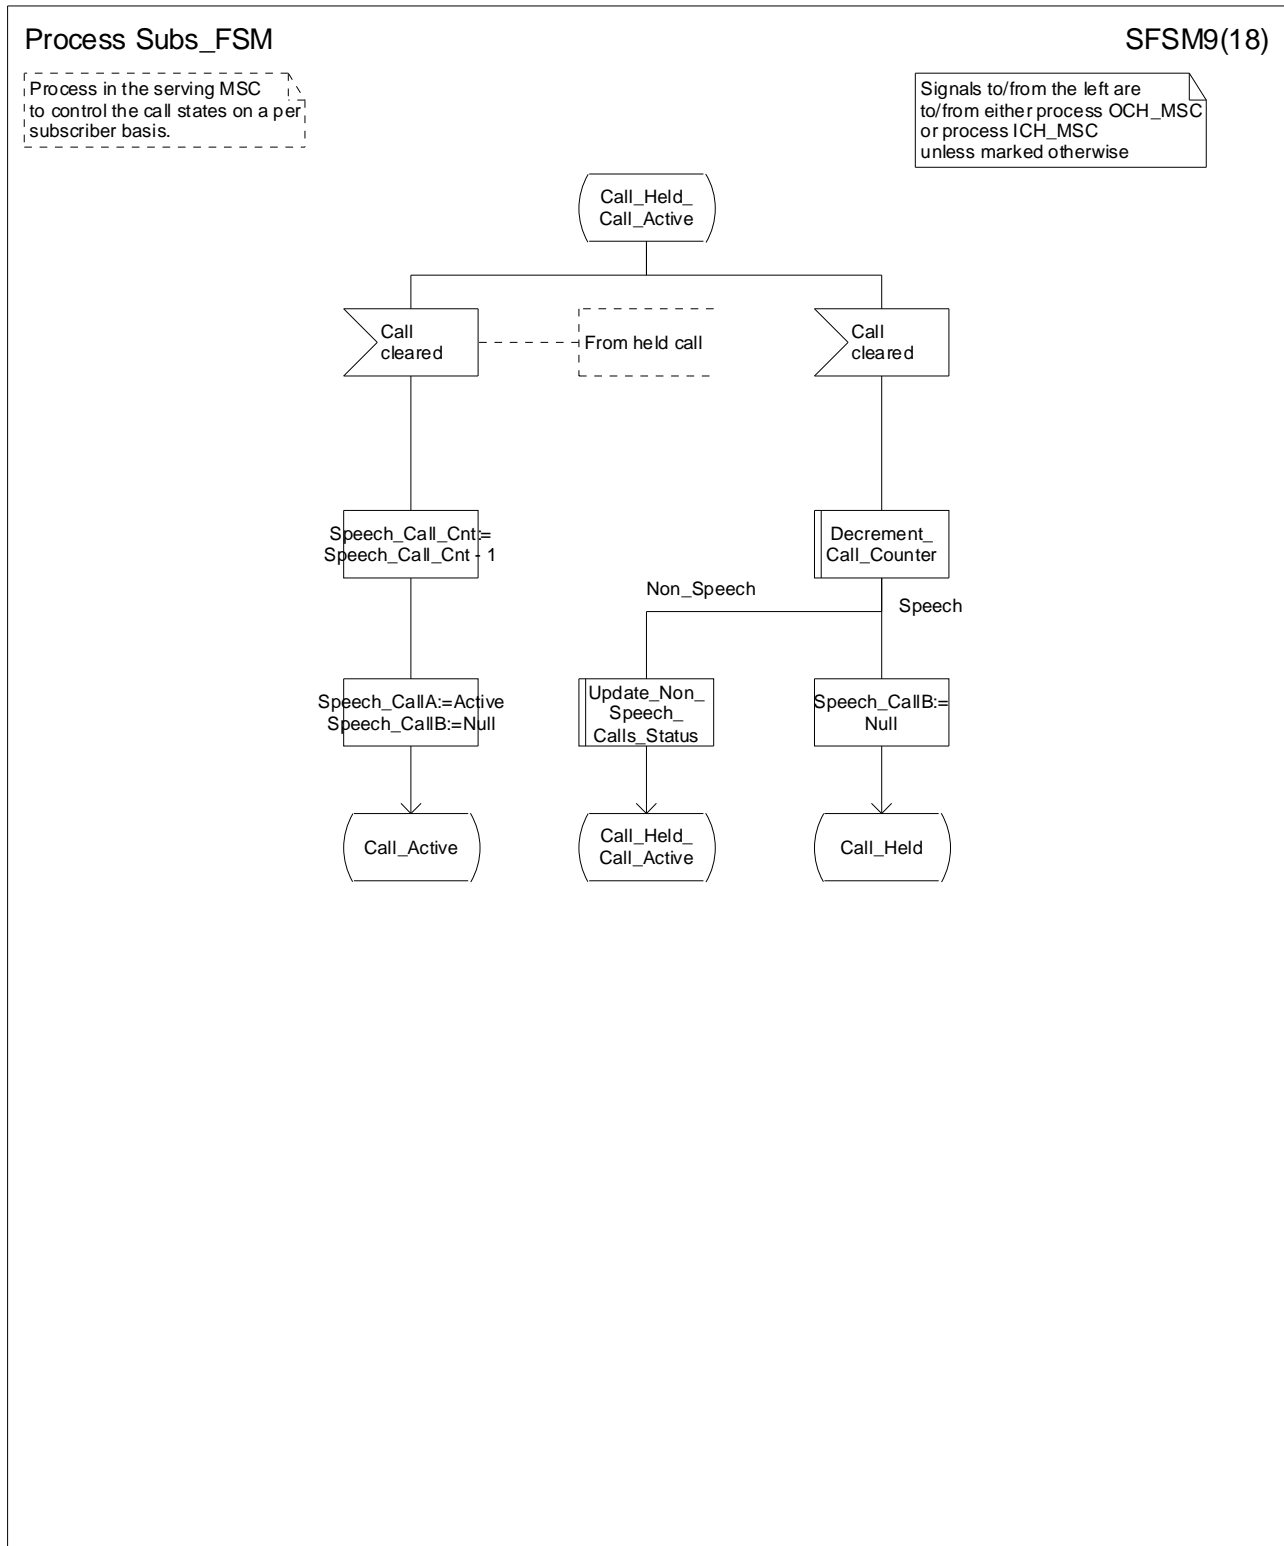 Process Subs_FSM
SFSM9(18)
Process in the serving MSC
to control the call states on a per
subscriber basis.
Signals to/from the left are
to/from either process OCH_MSC
or process ICH_MSC
unless marked otherwise
Call_Held_
Call_Active
Call
cleared
From held call
Call
cleared
Speech_Call_Cnt:=
Speech_Call_Cnt - 1
Decrement_
Call_Counter
Non_Speech
Speech
Speech_CallA:=Active
Speech_CallB:=Null
Update_Non_
Speech_
Calls_Status
Speech_CallB:=
Null
Call_Active
Call_Held_
Call_Active
Call_Held